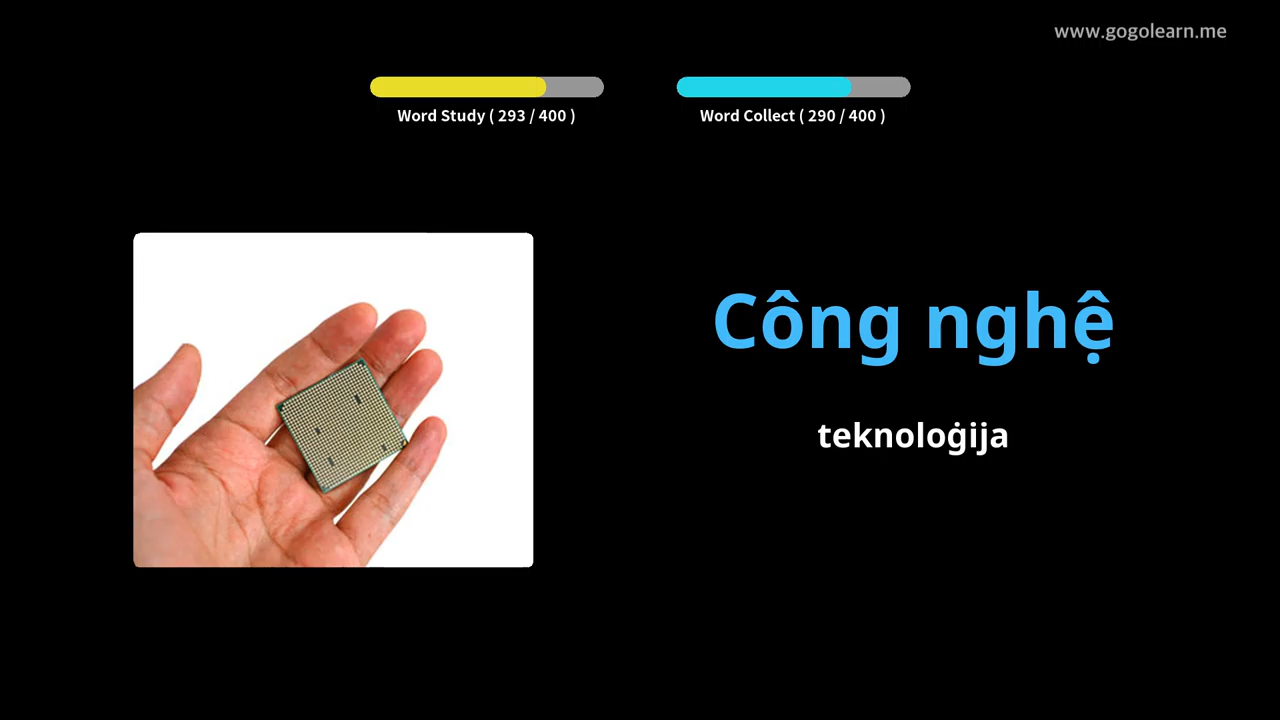 www.gogolearn.me
Word Study ( 293 / 400 )
Word Collect ( 290 / 400 )
Công nghệ
teknoloġija